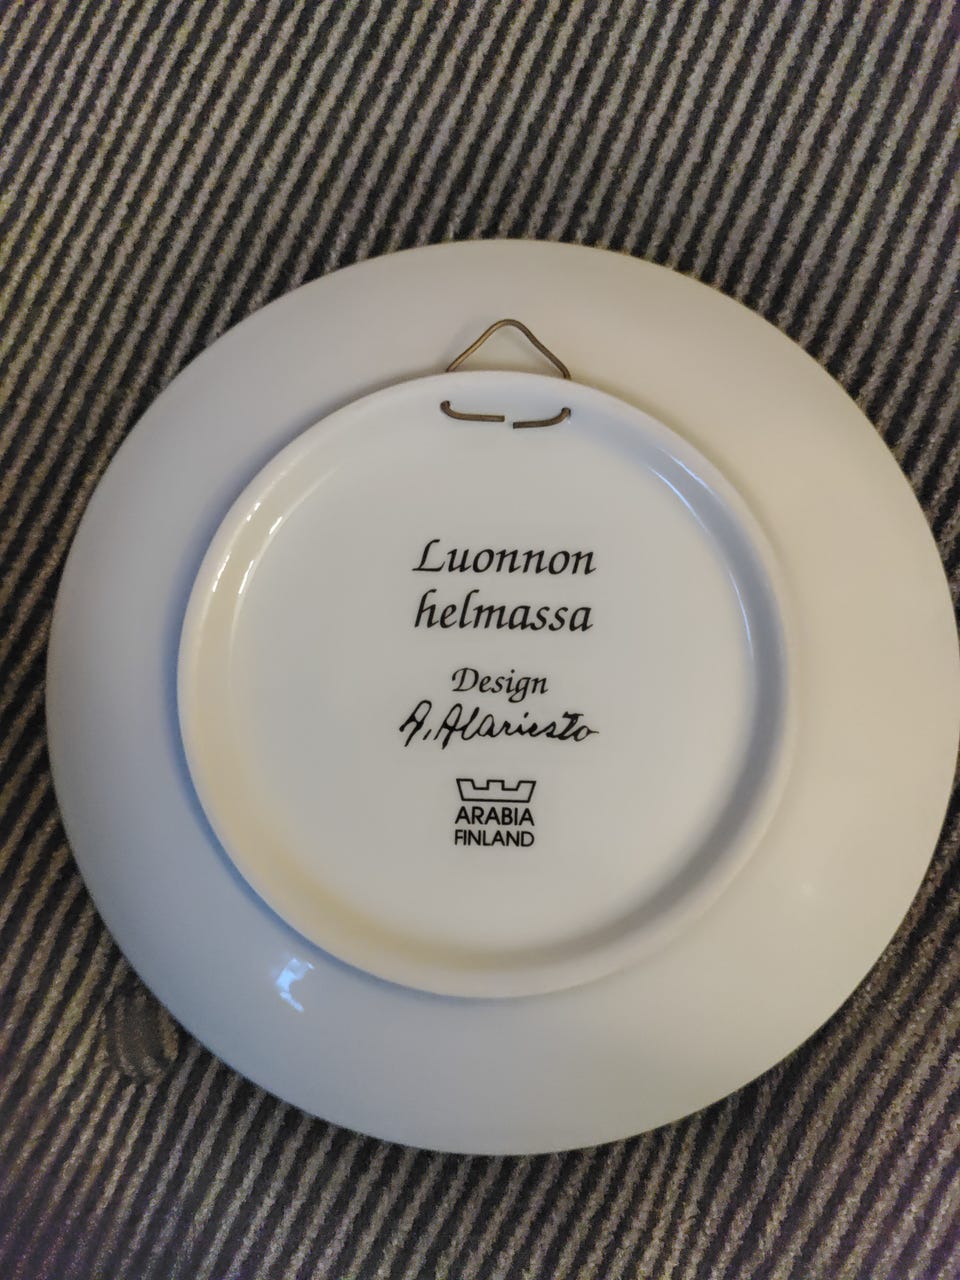 Luonnon
helmassa
Design
A. Alariesto
ARABIA
FINLAND